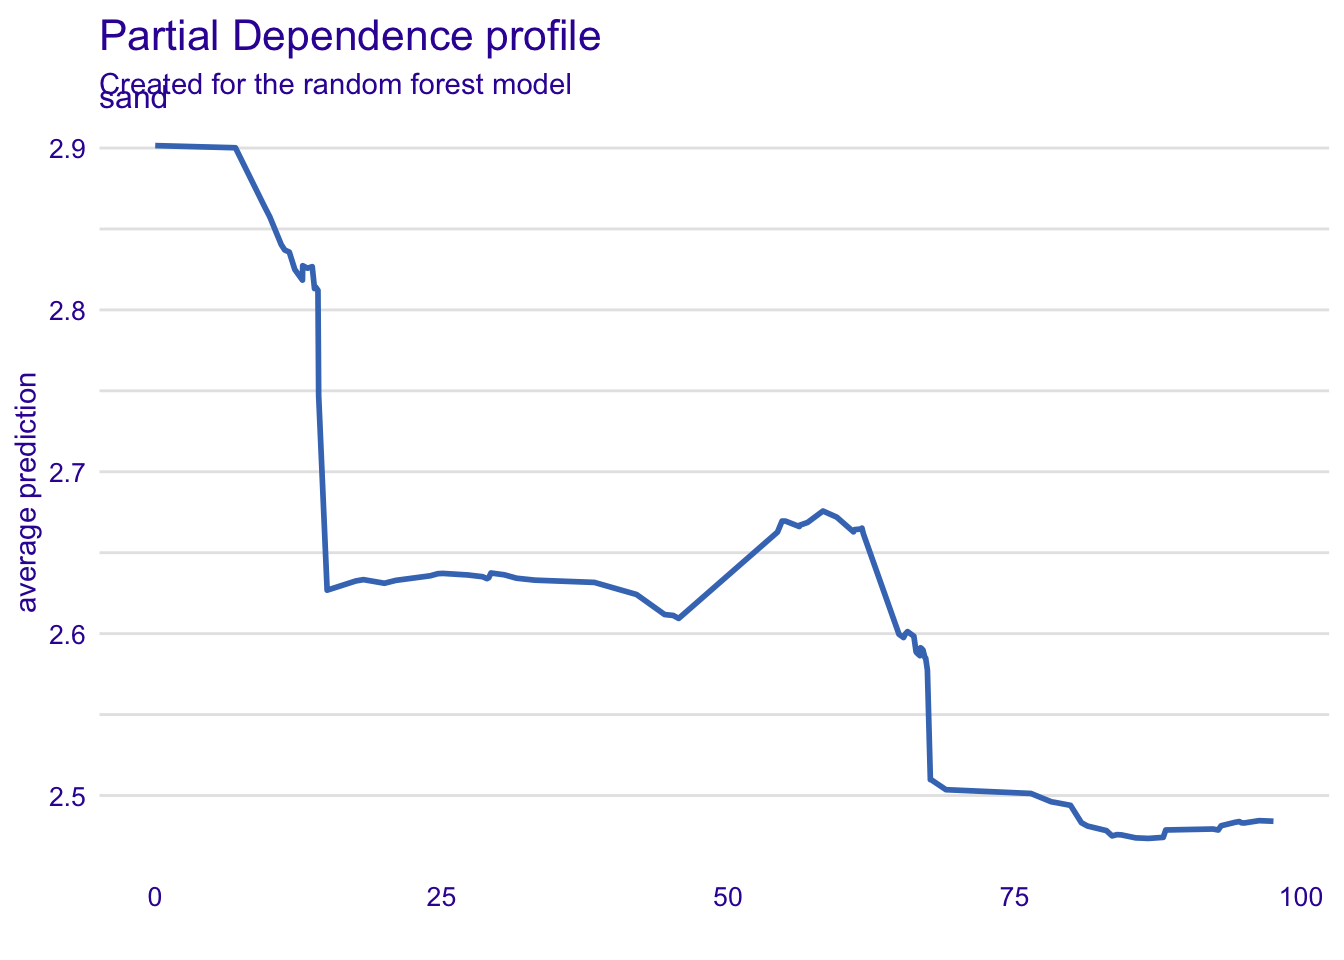 Partial Dependence profile
Created for the random forest model
sand
average prediction
2.9
2.8
2.7
2.6
2.5
0 25 50 75 100